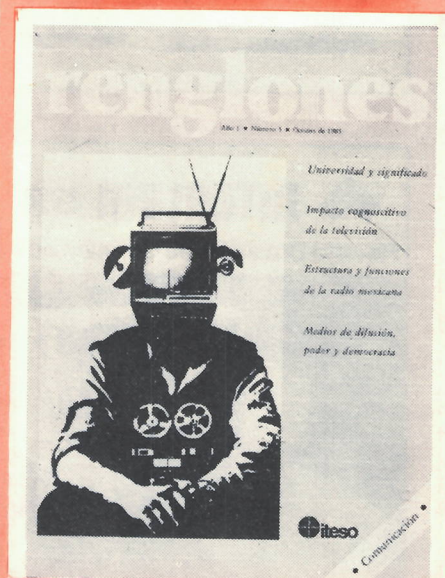 renglones
Año 1 ★ Número 3 ★ Octubre de 1985
Universidad y significado
Impacto cognoscitivo
de la televisión
Estructura y funciones
de la radio mexicana
Medios de difusión,
poder y democracia
iteso
• Comunicación •